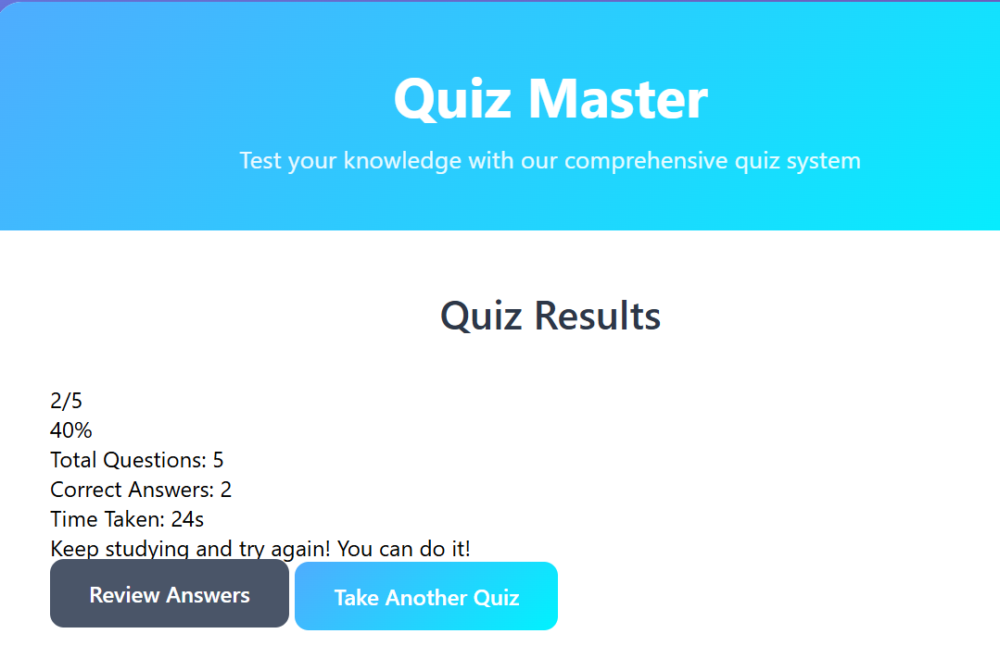 Quiz Master
Test your knowledge with our comprehensive quiz system
Quiz Results
2/5
40%
Total Questions: 5
Correct Answers: 2
Time Taken: 24s
Keep studying and try again! You can do it!
Review Answers
Take Another Quiz